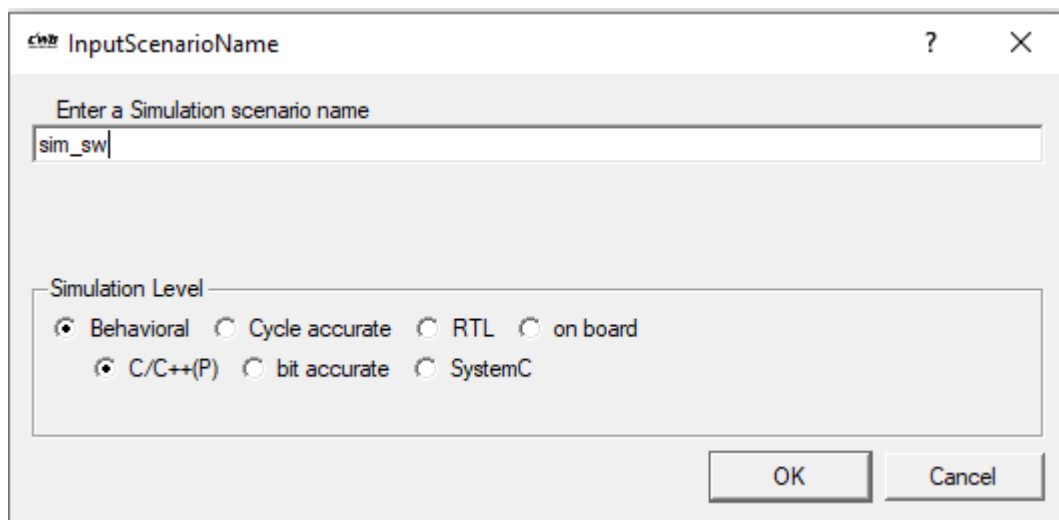 CWB InputScenarioName ?
Enter a Simulation scenario name
sim_sw
Simulation Level
Behavioral Cycle accurate RTL on board
C/C++(P) bit accurate SystemC
OK Cancel